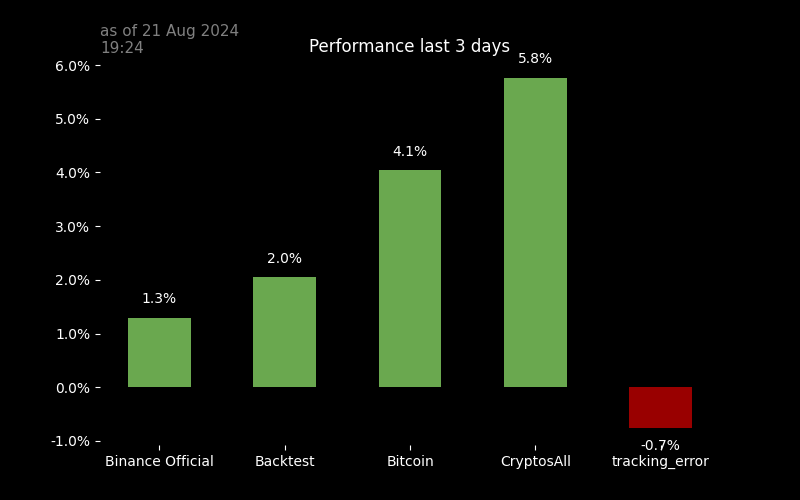 as of 21 Aug 2024
19:24
Performance last 3 days
6.0%
5.0%
4.0%
3.0%
2.0%
1.0%
0.0%
-1.0%
1.3%
2.0%
4.1%
5.8%
-0.7%
Binance Official
Backtest
Bitcoin
CryptosAll
tracking_error